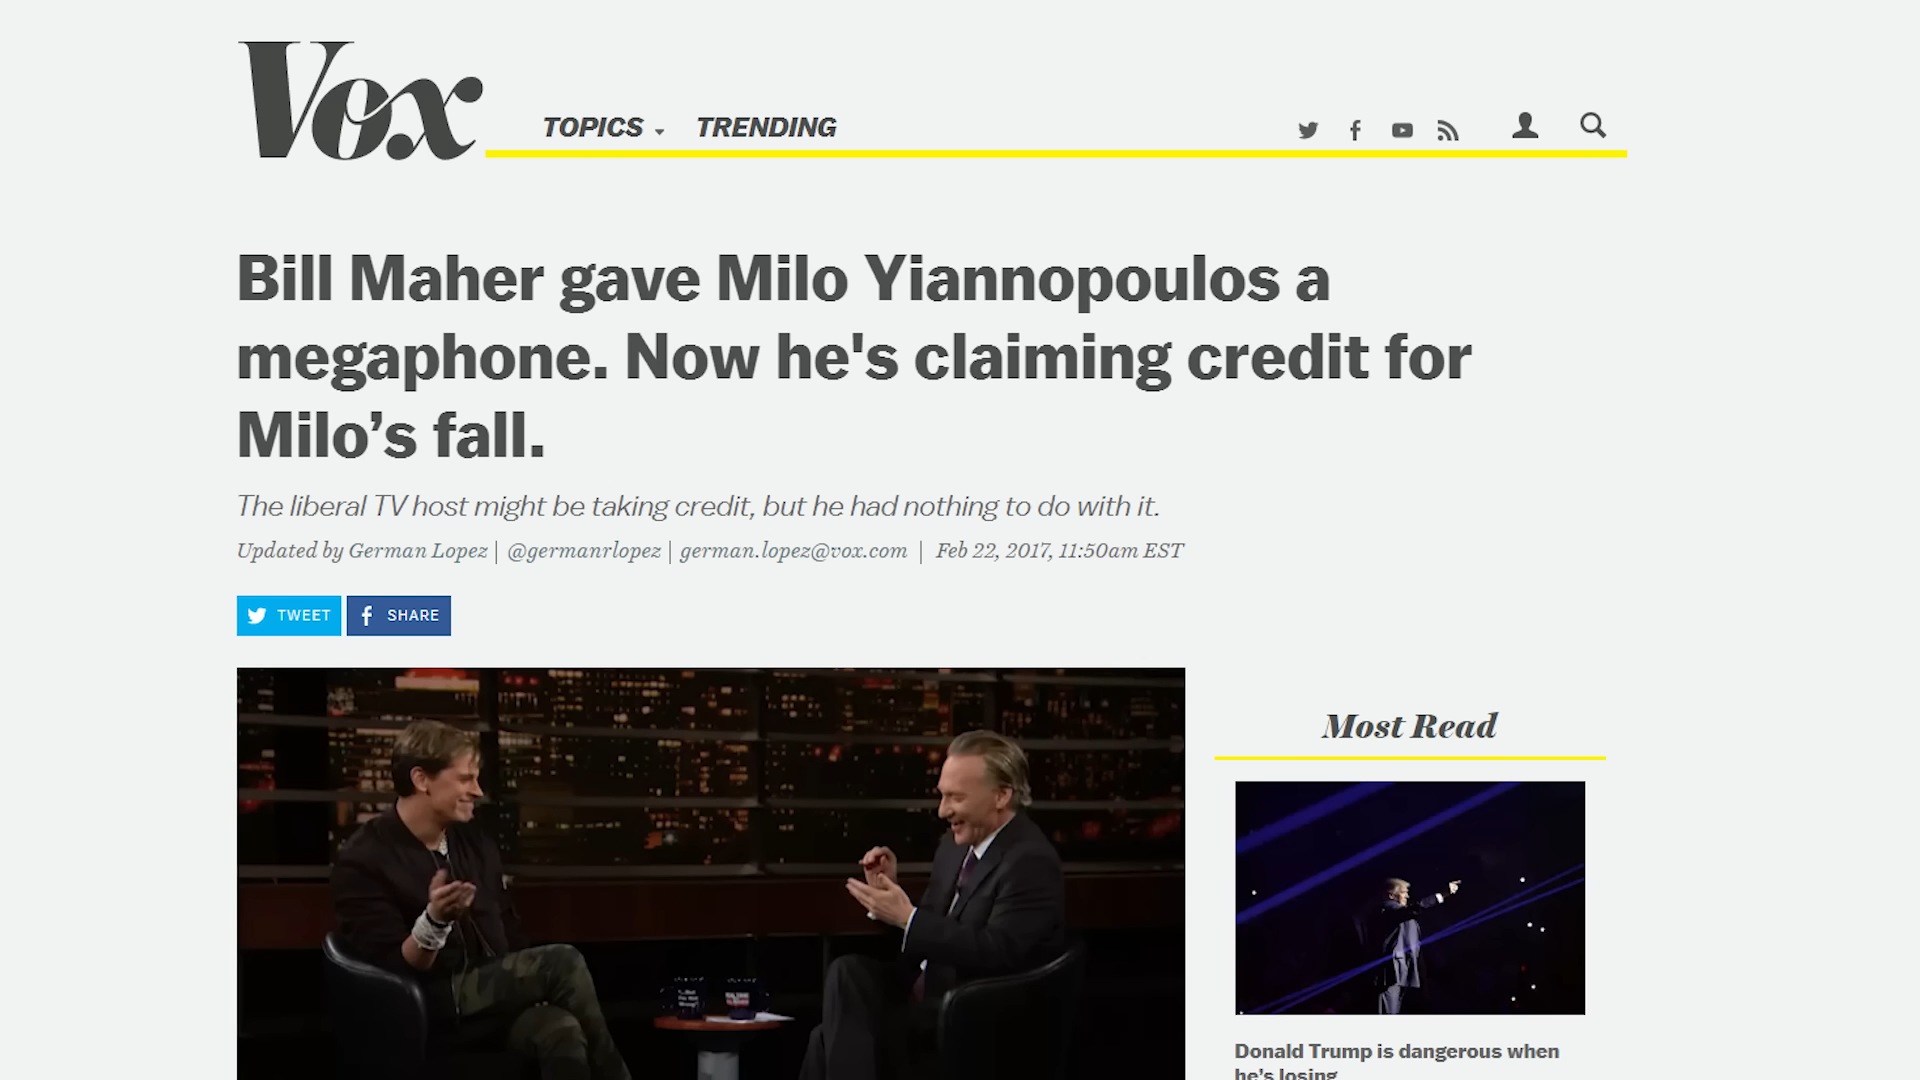 Vox
TOPICS
TRENDING
Bill Maher gave Milo Yiannopoulos a
megaphone. Now he's claiming credit for
Milo’s fall.
The liberal TV host might be taking credit, but he had nothing to do with it.
Updated by German Lopez | @germanrlopez | german.lopez@vox.com | Feb 22, 2017, 11:50am EST
TWEET
SHARE
Most Read
Donald Trump is dangerous when
he's losing